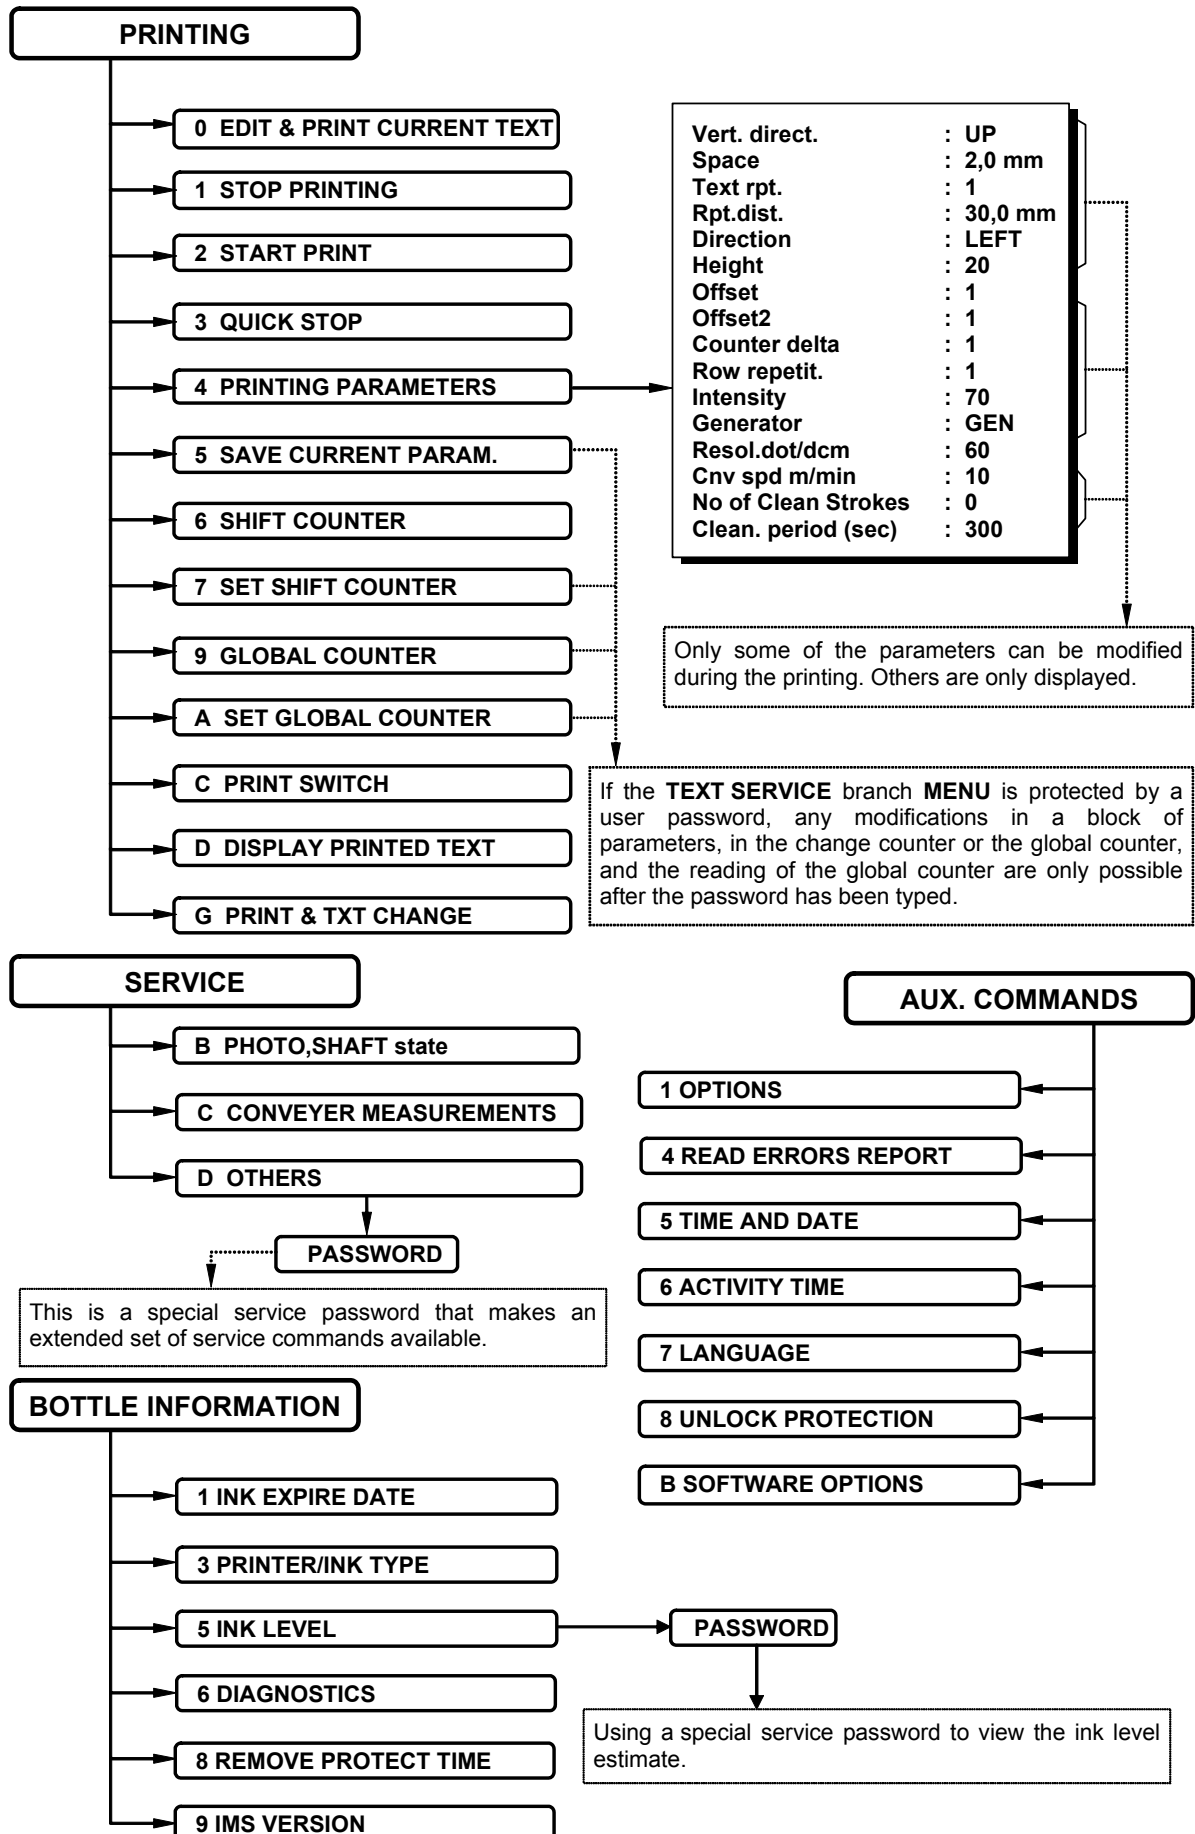 PRINTING
0 EDIT & PRINT CURRENT TEXT
1 STOP PRINTING
2 START PRINT
3 QUICK STOP
4 PRINTING PARAMETERS
5 SAVE CURRENT PARAM.
6 SHIFT COUNTER
7 SET SHIFT COUNTER
9 GLOBAL COUNTER
A SET GLOBAL COUNTER
C PRINT SWITCH
D DISPLAY PRINTED TEXT
G PRINT & TXT CHANGE
Vert. direct. : UP
Space : 2,0 mm
Text rpt. : 1
Rpt.dist. : 30,0 mm
Direction : LEFT
Height : 20
Offset : 1
Offset2 : 1
Counter delta : 1
Row repetit. : 1
Intensity : 70
Generator : GEN
Resol.dot/dcm : 60
Cnv spd m/min : 10
No of Clean Strokes : 0
Clean. period (sec) : 300
Only some of the parameters can be modified
during the printing. Others are only displayed.
If the TEXT SERVICE branch MENU is protected by a
user password, any modifications in a block of
parameters, in the change counter or the global counter,
and the reading of the global counter are only possible
after the password has been typed.
SERVICE
B PHOTO,SHAFT state
C CONVEYER MEASUREMENTS
D OTHERS
PASSWORD
This is a special service password that makes an
extended set of service commands available.
AUX. COMMANDS
1 OPTIONS
4 READ ERRORS REPORT
5 TIME AND DATE
6 ACTIVITY TIME
7 LANGUAGE
8 UNLOCK PROTECTION
B SOFTWARE OPTIONS
BOTTLE INFORMATION
1 INK EXPIRE DATE
3 PRINTER/INK TYPE
5 INK LEVEL
6 DIAGNOSTICS
8 REMOVE PROTECT TIME
9 IMS VERSION
PASSWORD
Using a special service password to view the ink level
estimate.